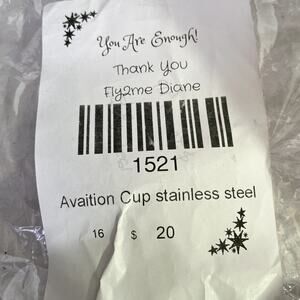 You Are Enough!
Thank You
Fly2me Diane
1521
Avaition Cup stainless steel
16 $ 20